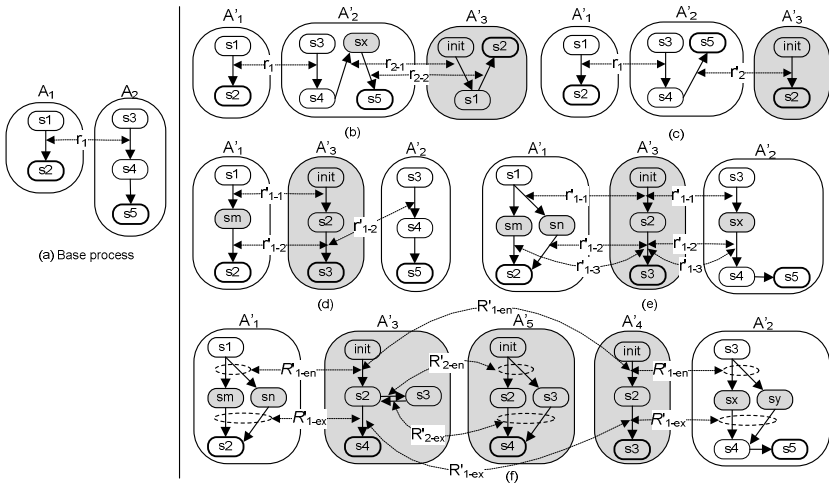 A1 A2
s1 s3
r1
s2 s4
s5
(a) Base process
A'1 A'2 A'3
s1 s3 sx init s2
r1 r2-1
r2-2
s2 s4 s5 s1
(b)
A'1 A'2 A'3
s1 s3 s5 init
r1 r'2
s2 s4 s2
(c)
A'1 A'3 A'2
s1 init s3
r'1-1
sm s2 s4
r'1-2 r'1-2
s2 s3 s5
(d)
A'1 A'3 A'2
s1 init s3
r'1-1 r'1-1
sm sn s2 sx
r'1-2 r'1-2
r'1-3 r'1-3
s2 s3 s4 s5
(e)
A'1 A'3 R'1-en A'5 A'4 A'2
s1 init init init s3
R'1-en R'2-en R'1-en
sm sn s2 s3 s2 s3 s2 sx sy
R'1-ex R'2-ex R'1-ex
s2 s4 s4 s3 s4 s5
R'1-ex
(f)